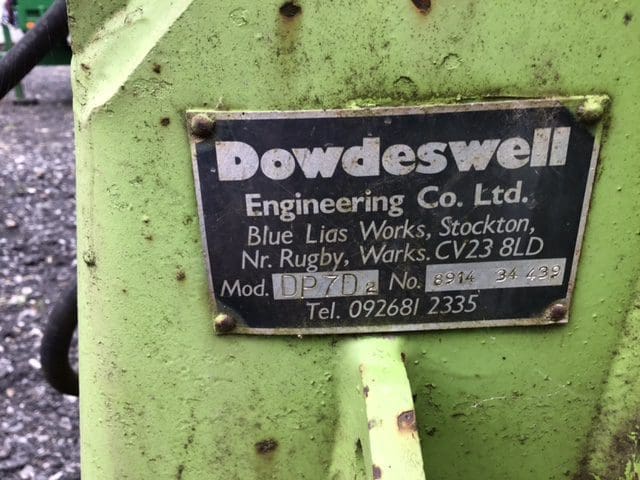 Dowdeswell
Engineering Co. Ltd.
Blue Lias Works, Stockton,
Nr. Rugby, Warks. CV23 8LD
Mod. DP7D2 No. 8914 34 439
Tel. 092681 2335